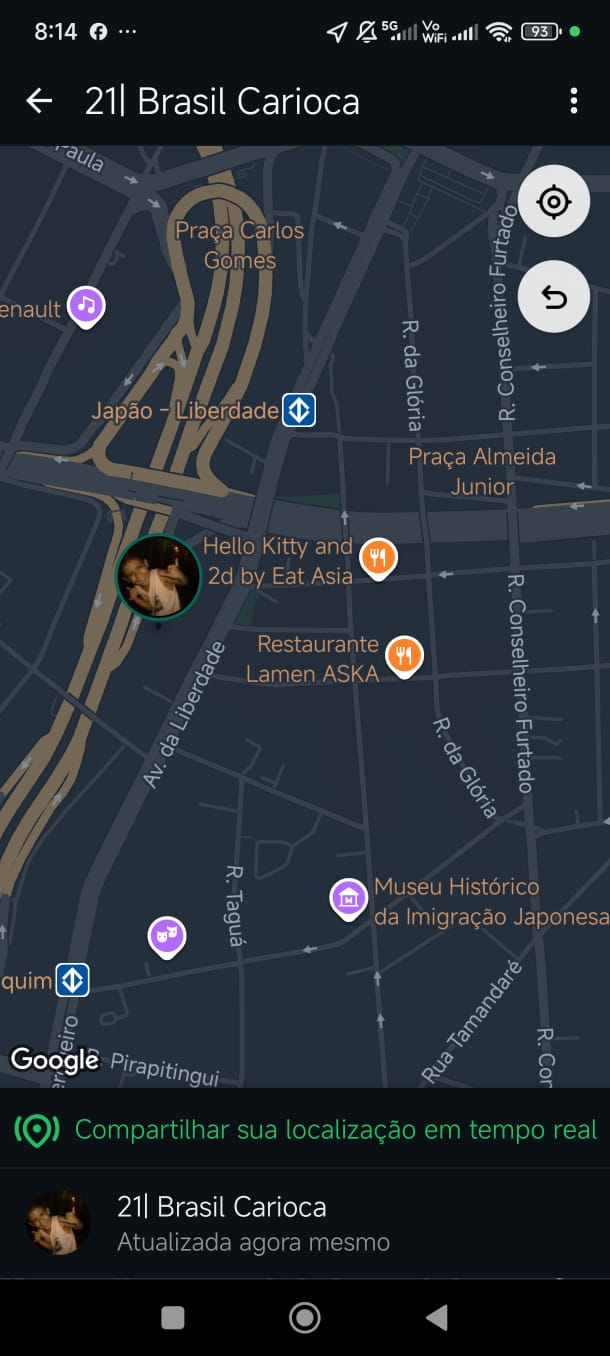 8:14
5G
Vo
WiFi
93
21| Brasil Carioca
Paula
Praça Carlos
Gomes
enault
R. da Glória
R. Conselheiro Furtado
Japão - Liberdade
Praça Almeida
Junior
Hello Kitty and
2d by Eat Asia
Restaurante
Lamen ASKA
R. Conselheiro Furtado
Av. da Liberdade
R. da Glória
R. Taguá
Museu Histórico
da Imigração Japonesa
quim
Rua Tamandaré
Google
Pirapitingui
R. Cor
Compartilhar sua localização em tempo real
21| Brasil Carioca
Atualizada agora mesmo